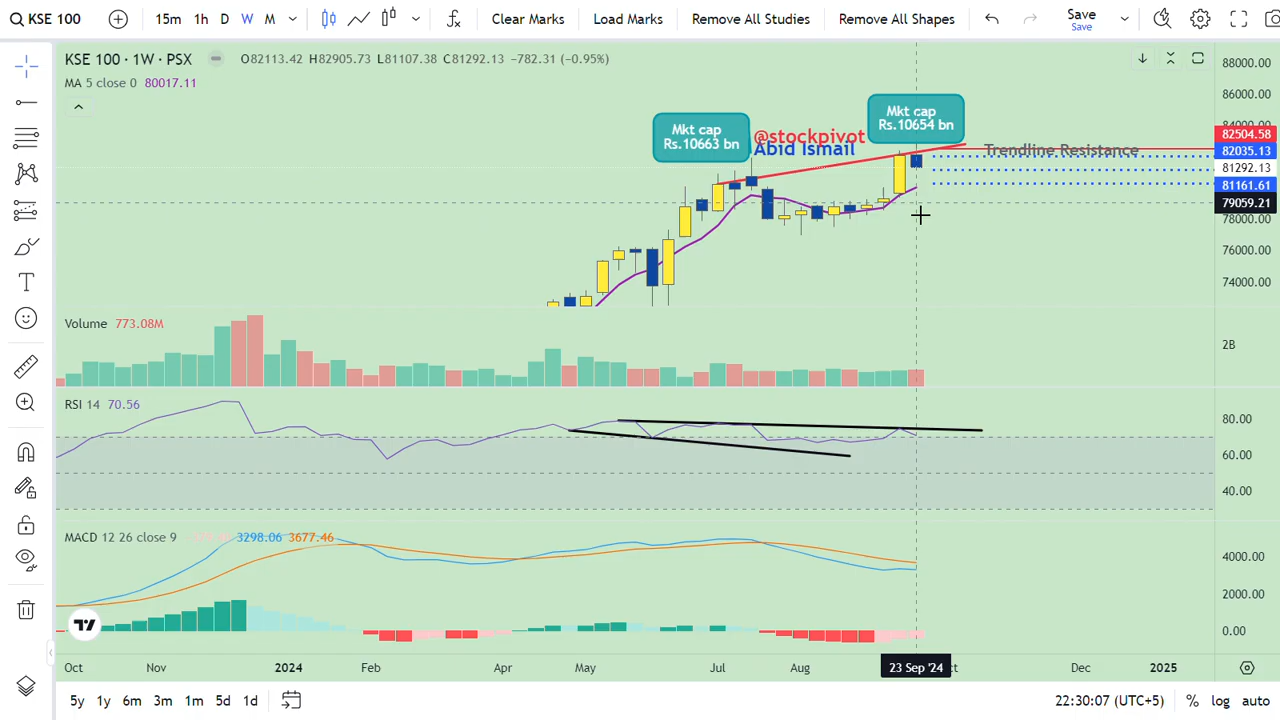 KSE 100 15m 1h D W M Clear Marks Load Marks Remove All Studies Remove All Shapes Save
Save
KSE 100 · 1W · PSX O82113.42 H82905.73 L81107.38 C81292.13 −782.31 (−0.95%)
MA 5 close 0 80017.11
Mkt cap
Rs.10663 bn
@stockpivot
Abid Ismail
Mkt cap
Rs.10654 bn
Trendline Resistance
88000.00
86000.00
84000.00
82504.58
82035.13
81292.13
81161.61
79059.21
78000.00
76000.00
74000.00
Volume 773.08M
2B
RSI 14 70.56
80.00
60.00
40.00
MACD 12 26 close 9 3298.06 3677.46
4000.00
2000.00
0.00
Oct Nov 2024 Feb Apr May Jul Aug 23 Sep '24 Dec 2025
5y 1y 6m 3m 1m 5d 1d 22:30:07 (UTC+5) % log auto